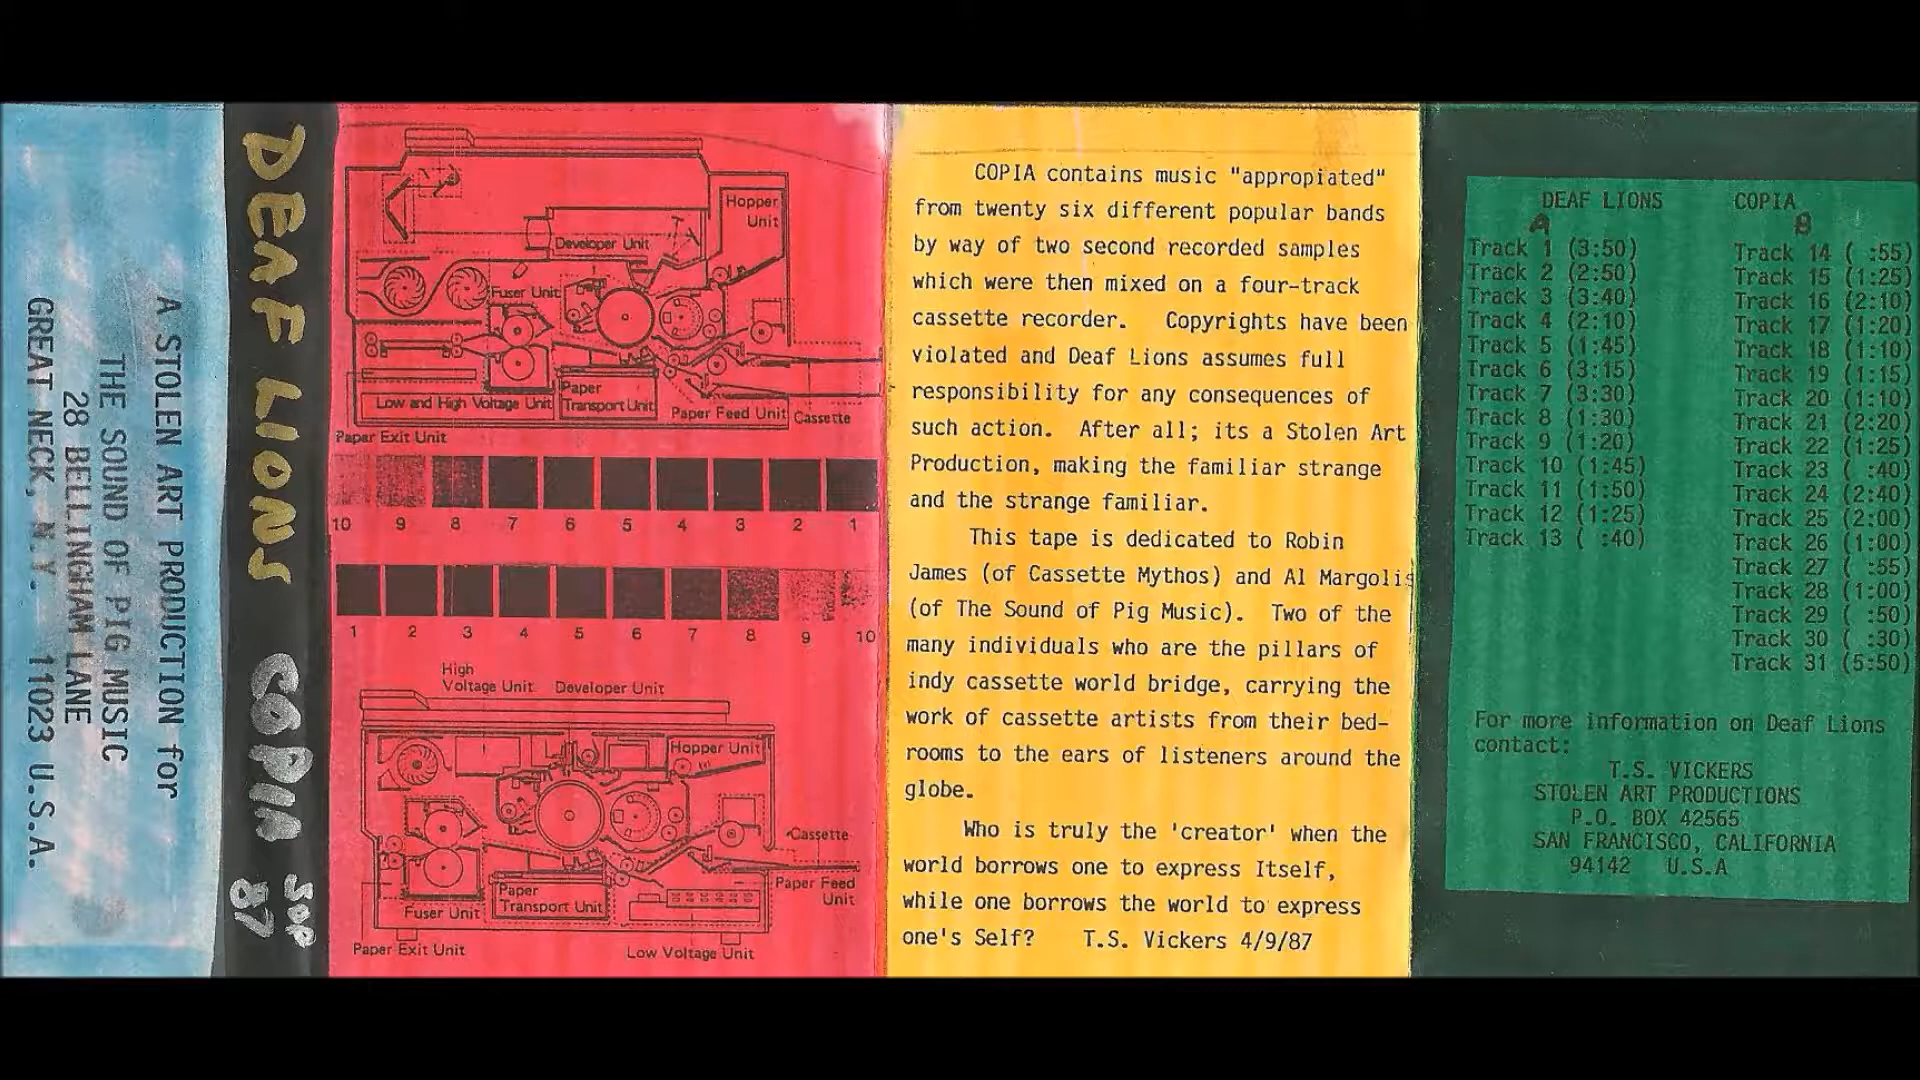 A STOLEN ART PRODUCTION for
THE SOUND OF PIG MUSIC
28 BELLINGHAM LANE
GREAT NECK, N.Y. 11023 U.S.A.
DEAF LIONS COPIA SOP
87
Hopper
Unit
Developer Unit
Fuser Unit
Paper
Transport Unit
Low and High Voltage Unit
Paper Feed Unit
Cassette
Paper Exit Unit
10 9 8 7 6 5 4 3 2 1
1 2 3 4 5 6 7 8 9 10
High
Voltage Unit Developer Unit
Hopper Unit
Cassette
Paper Feed
Unit
Paper
Transport Unit
Fuser Unit
Paper Exit Unit
Low Voltage Unit
COPIA contains music "appropiated"
from twenty six different popular bands
by way of two second recorded samples
which were then mixed on a four-track
cassette recorder. Copyrights have been
violated and Deaf Lions assumes full
responsibility for any consequences of
such action. After all; its a Stolen Art
Production, making the familiar strange
and the strange familiar.
This tape is dedicated to Robin
James (of Cassette Mythos) and Al Margolis
(of The Sound of Pig Music). Two of the
many individuals who are the pillars of
indy cassette world bridge, carrying the
work of cassette artists from their bed-
rooms to the ears of listeners around the
globe.
Who is truly the 'creator' when the
world borrows one to express Itself,
while one borrows the world to express
one's Self? T.S. Vickers 4/9/87
DEAF LIONS
A
Track 1 (3:50)
Track 2 (2:50)
Track 3 (3:40)
Track 4 (2:10)
Track 5 (1:45)
Track 6 (3:15)
Track 7 (3:30)
Track 8 (1:30)
Track 9 (1:20)
Track 10 (1:45)
Track 11 (1:50)
Track 12 (1:25)
Track 13 ( :40)
COPIA
B
Track 14 ( :55)
Track 15 (1:25)
Track 16 (2:10)
Track 17 (1:20)
Track 18 (1:10)
Track 19 (1:15)
Track 20 (1:10)
Track 21 (2:20)
Track 22 (1:25)
Track 23 ( :40)
Track 24 (2:40)
Track 25 (2:00)
Track 26 (1:00)
Track 27 ( :55)
Track 28 (1:00)
Track 29 ( :50)
Track 30 ( :30)
Track 31 (5:50)
For more information on Deaf Lions
contact:
T.S. VICKERS
STOLEN ART PRODUCTIONS
P.O. BOX 42565
SAN FRANCISCO, CALIFORNIA
94142 U.S.A